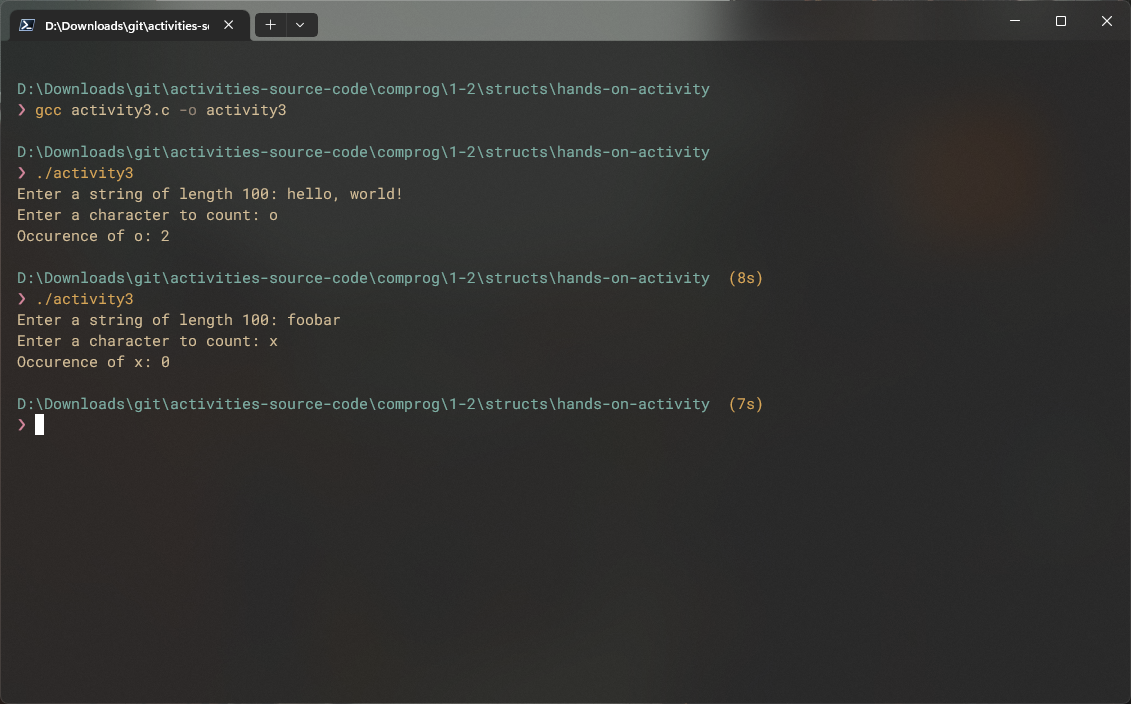 D:\Downloads\git\activities-s
D:\Downloads\git\activities-source-code\comprog\1-2\structs\hands-on-activity
❯ gcc activity3.c -o activity3
D:\Downloads\git\activities-source-code\comprog\1-2\structs\hands-on-activity
❯ ./activity3
Enter a string of length 100: hello, world!
Enter a character to count: o
Occurence of o: 2
D:\Downloads\git\activities-source-code\comprog\1-2\structs\hands-on-activity (8s)
❯ ./activity3
Enter a string of length 100: foobar
Enter a character to count: x
Occurence of x: 0
D:\Downloads\git\activities-source-code\comprog\1-2\structs\hands-on-activity (7s)
❯